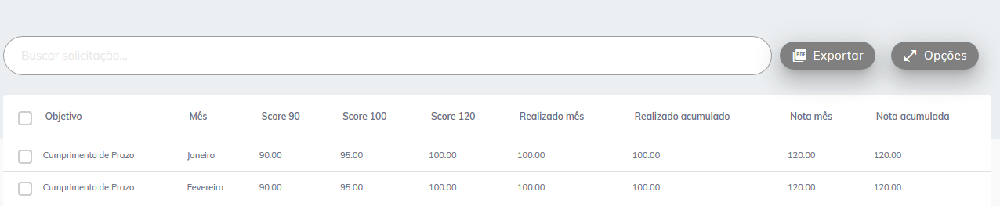 Buscar solicitação...
PDF Exportar
Opções
Objetivo Mês Score 90 Score 100 Score 120 Realizado mês Realizado acumulado Nota mês Nota acumulada
Cumprimento de Prazo Janeiro 90.00 95.00 100.00 100.00 100.00 120.00 120.00
Cumprimento de Prazo Fevereiro 90.00 95.00 100.00 100.00 100.00 120.00 120.00